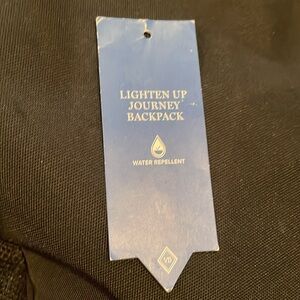 LIGHTEN UP
JOURNEY
BACKPACK
WATER REPELLENT